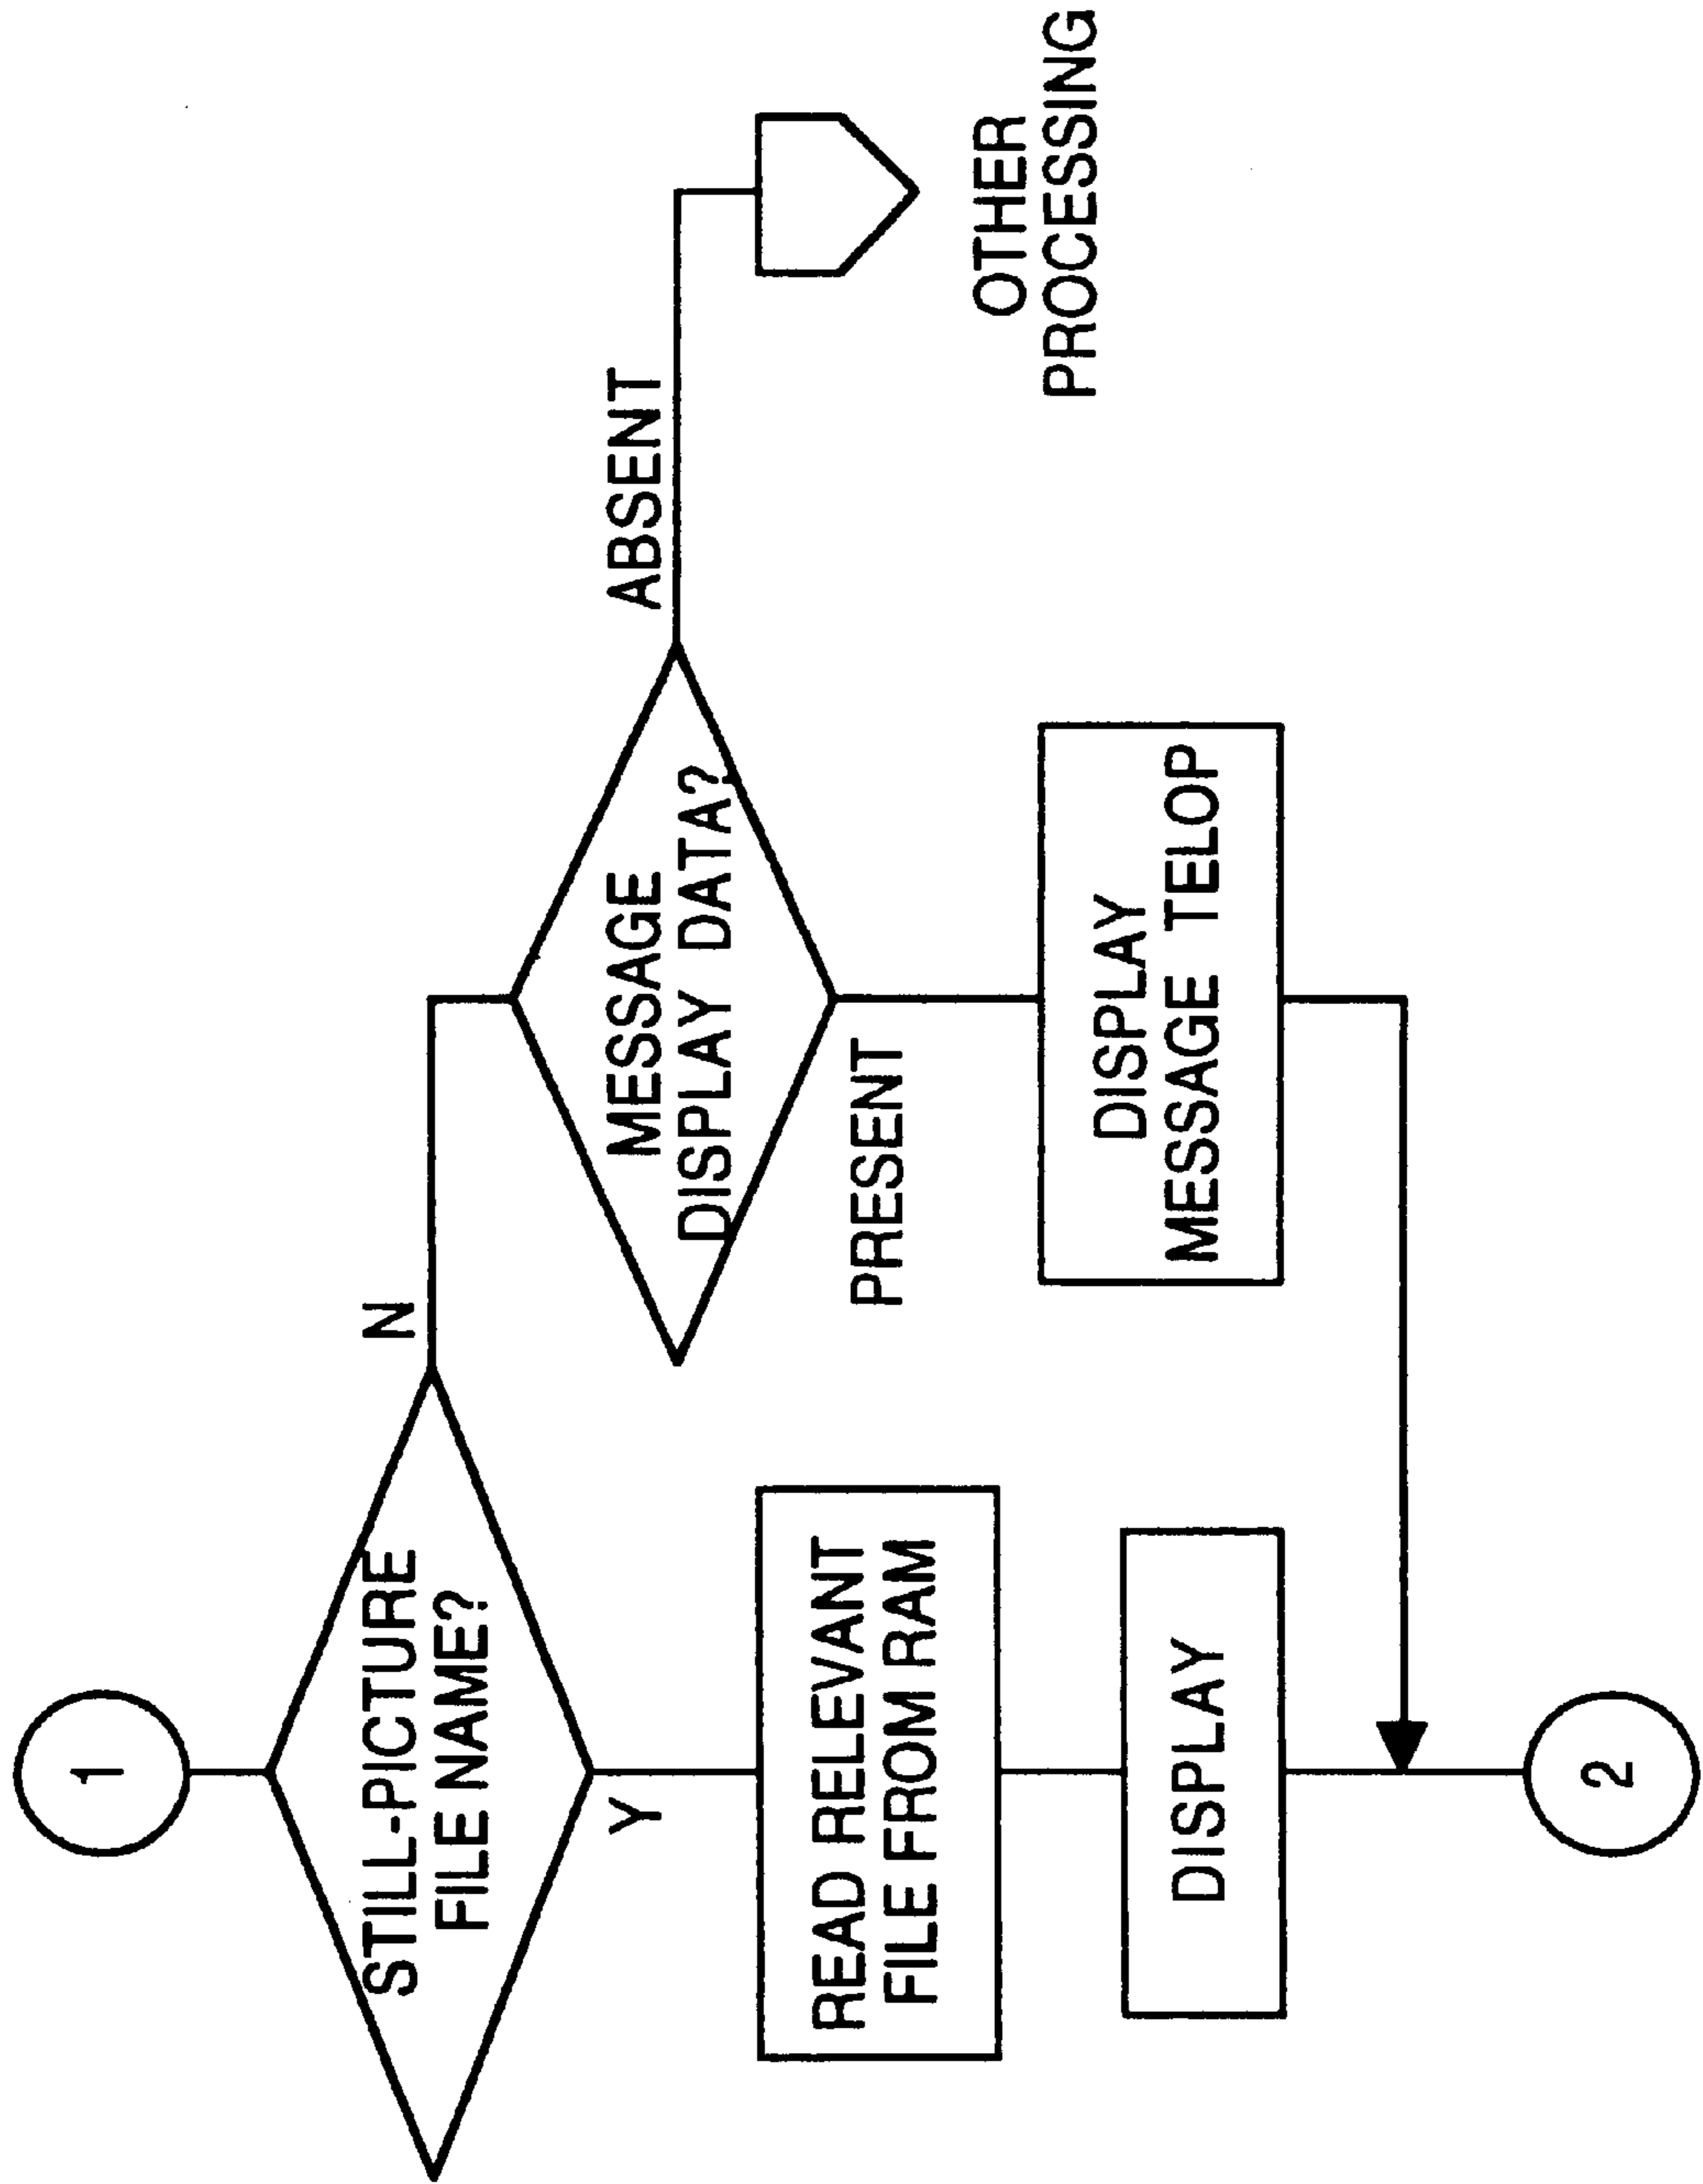 1
STILL-PICTURE
FILE NAME?
N
Y
READ RELEVANT
FILE FROM RAM
DISPLAY
2
MESSAGE
DISPLAY DATA?
ABSENT
PRESENT
DISPLAY
MESSAGE TELOP
OTHER
PROCESSING